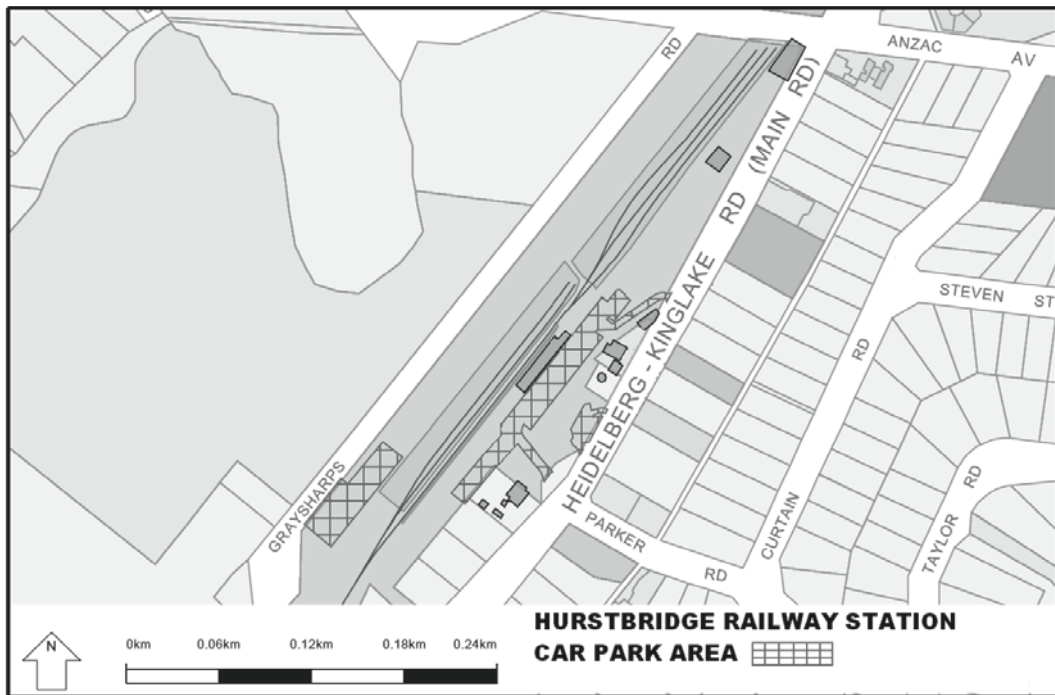 ANZAC AV
RD
HEIDELBERG - KINGLAKE RD (MAIN RD)
STEVEN ST
RD
GRAYSHARPS
PARKER RD
CURTAIN
TAYLOR RD
N
0km 0.06km 0.12km 0.18km 0.24km
HURSTBRIDGE RAILWAY STATION
CAR PARK AREA